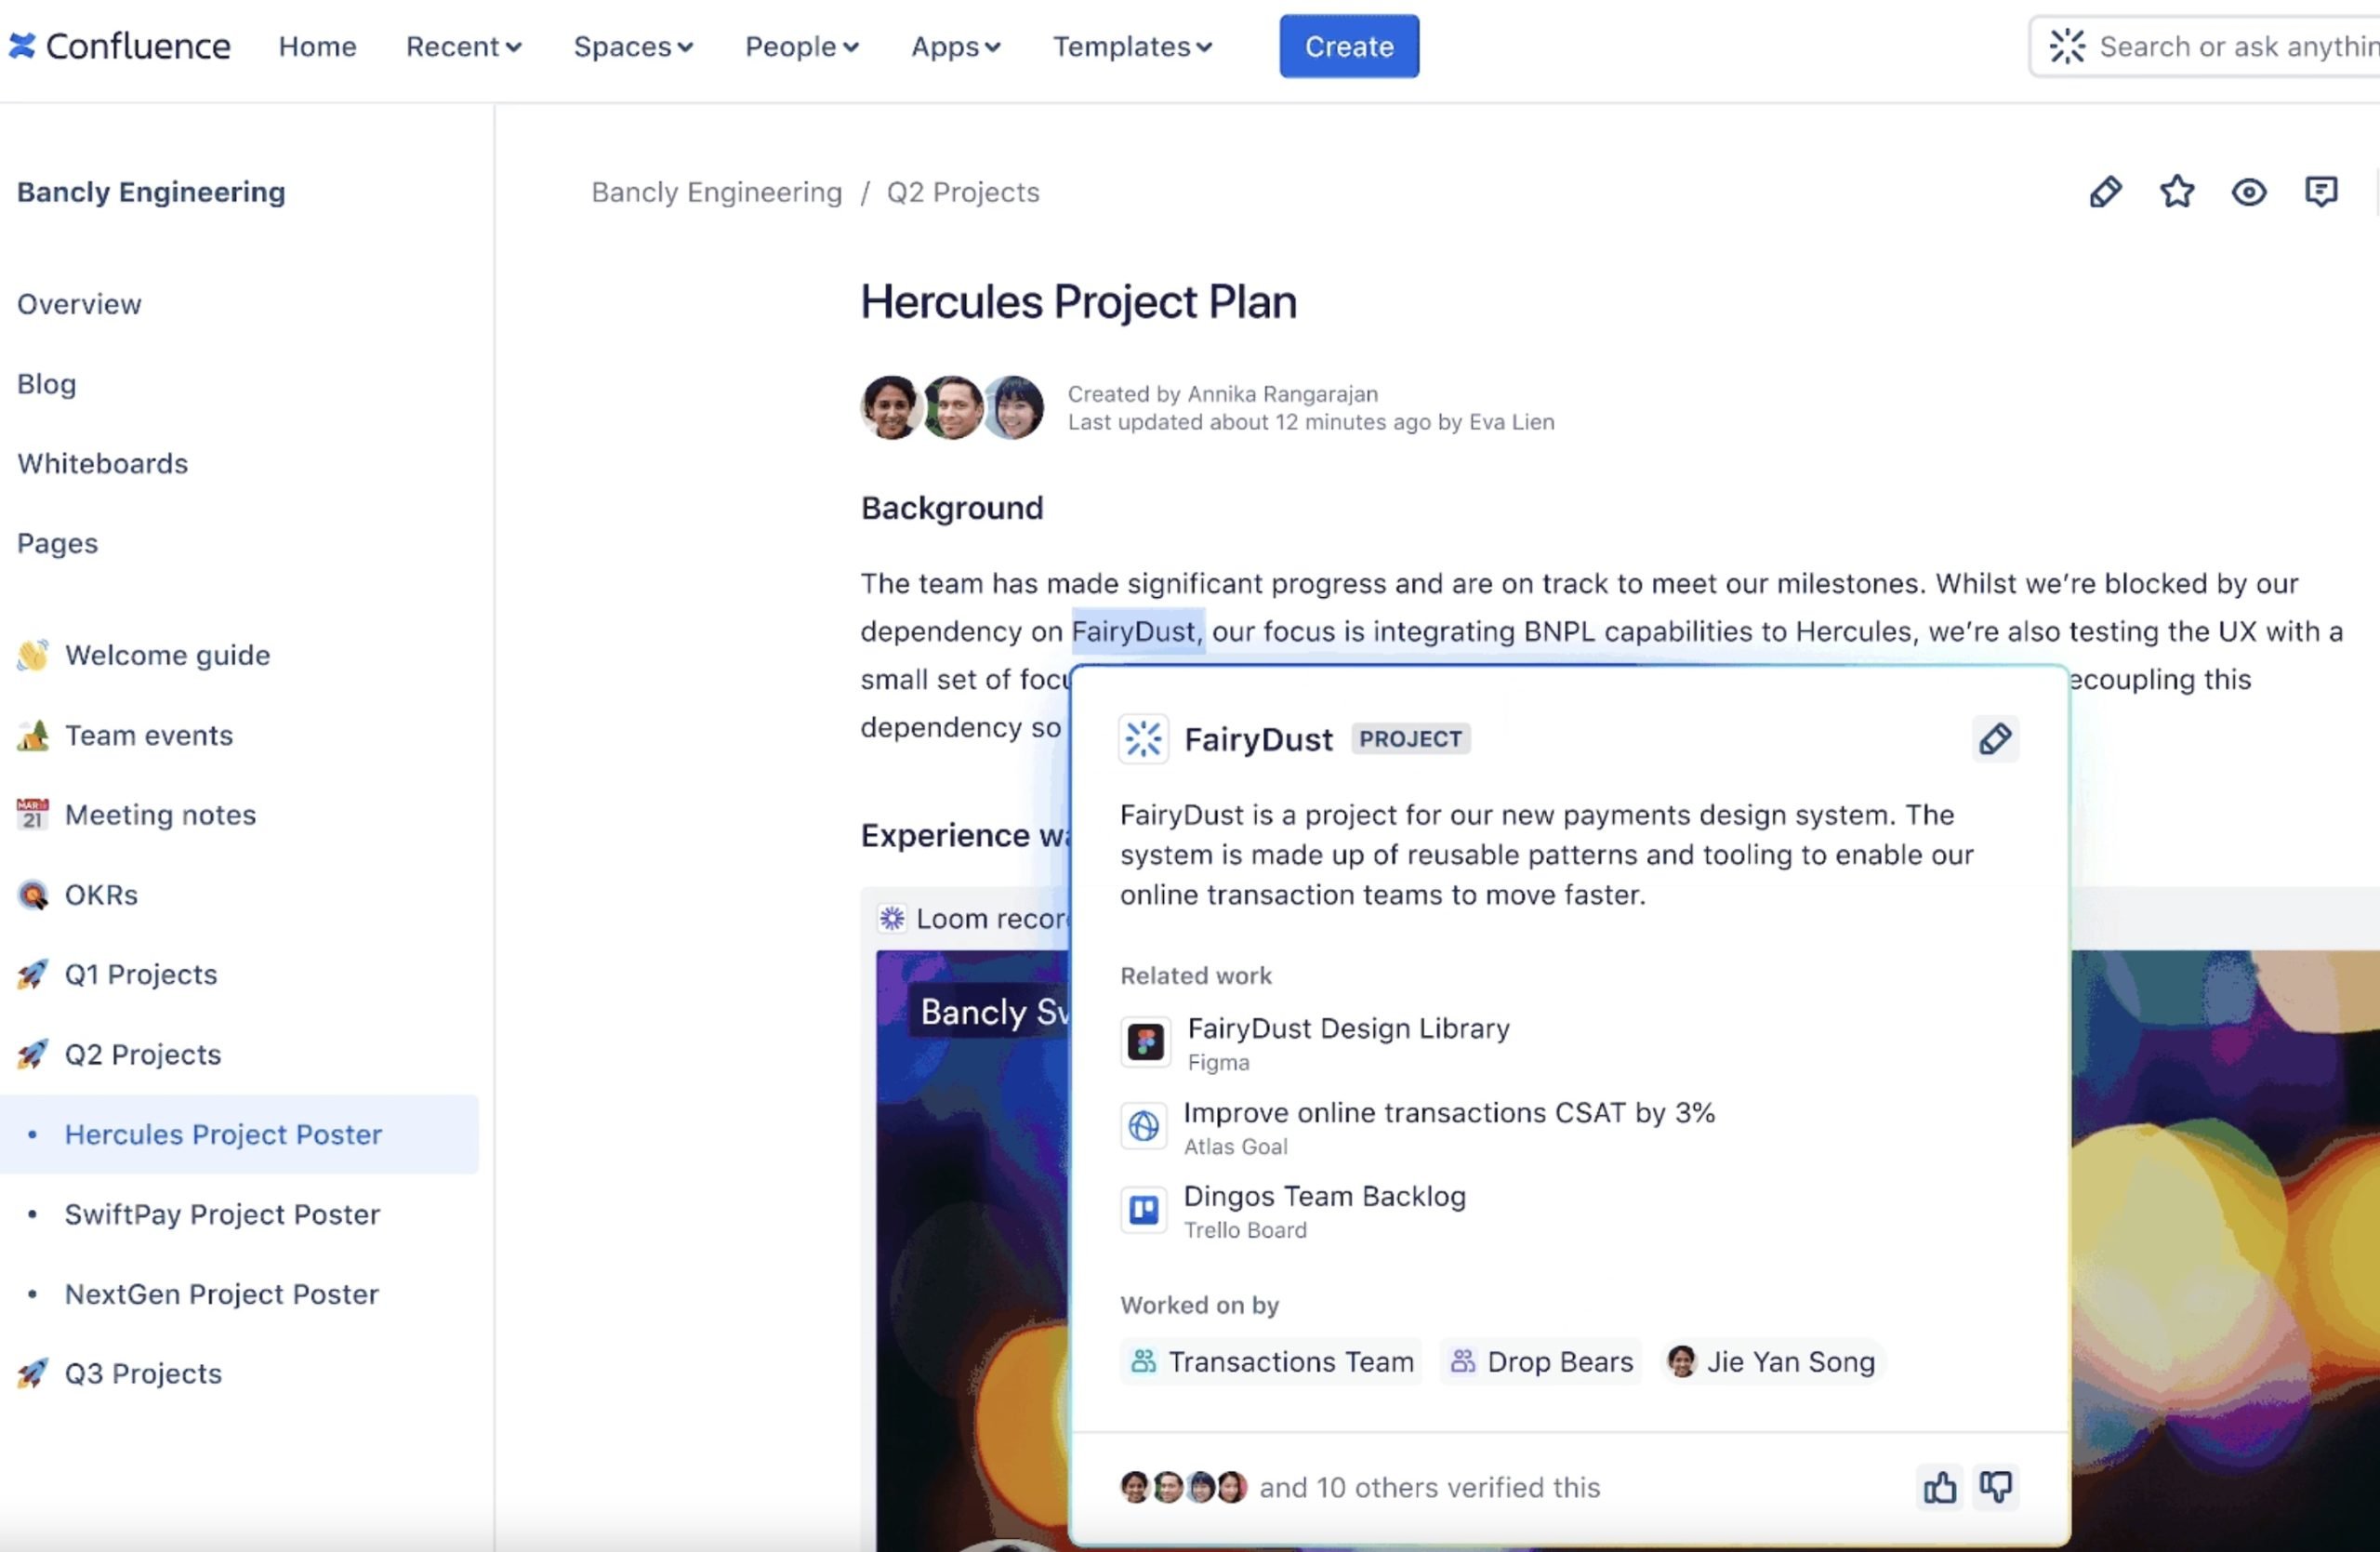 Confluence Home Recent Spaces People Apps Templates Create Search or ask
Bancly Engineering
Overview
Blog
Whiteboards
Pages
Welcome guide
Team events
MAR 21 Meeting notes
OKRs
Q1 Projects
Q2 Projects
• Hercules Project Poster
• SwiftPay Project Poster
• NextGen Project Poster
Q3 Projects
Bancly Engineering / Q2 Projects
Hercules Project Plan
Created by Annika Rangarajan
Last updated about 12 minutes ago by Eva Lien
Background
The team has made significant progress and are on track to meet our milestones. Whilst we’re blocked by our
dependency on FairyDust, our focus is integrating BNPL capabilities to Hercules, we’re also testing the UX with a
small set of this
dependency so
Experience
Loom
Bancly
FairyDust PROJECT
FairyDust is a project for our new payments design system. The
system is made up of reusable patterns and tooling to enable our
online transaction teams to move faster.
Related work
FairyDust Design Library
Figma
Improve online transactions CSAT by 3%
Atlas Goal
Dingos Team Backlog
Trello Board
Worked on by
Transactions Team Drop Bears Jie Yan Song
and 10 others verified this